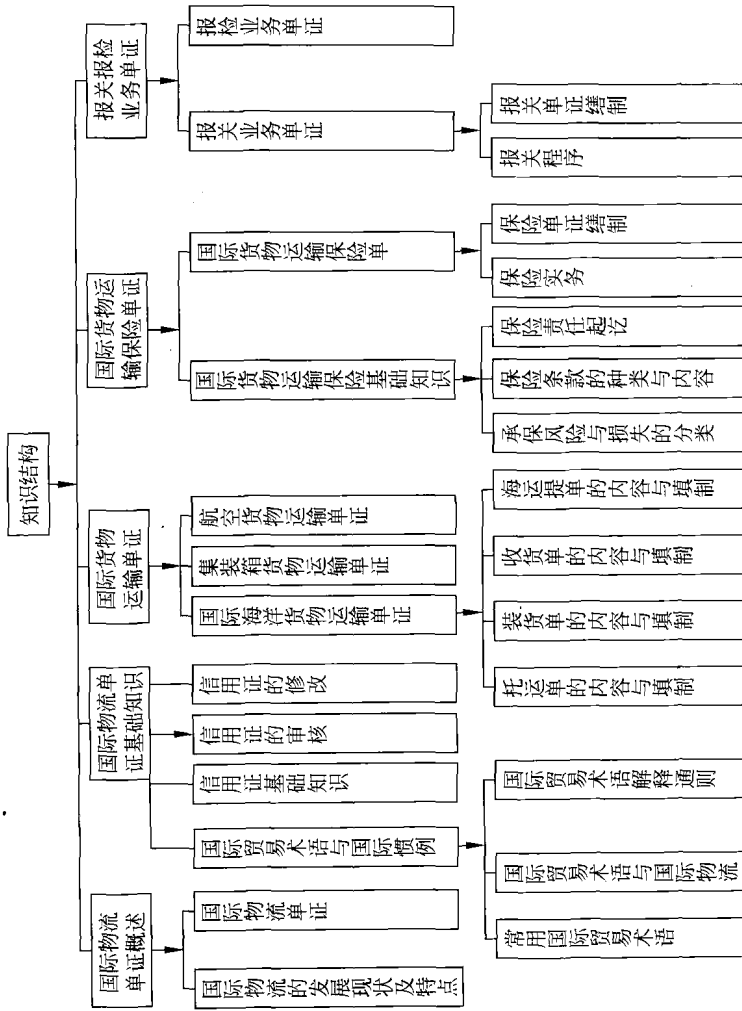 知识结构
国际物流
单证概述
国际物流单
证基础知识
国际货物
运输单证
国际货物运
输保险单证
报关报检
业务单证
国际物流的发展现状及特点
国际物流单证
国际贸易术语与国际惯例
信用证基础知识
信用证的审核
信用证的修改
国际海洋货物运输单证
集装箱货物运输单证
航空货物运输单证
国际货物运输保险基础知识
国际货物运输保险单
报关业务单证
报检业务单证
常用国际贸易术语
国际贸易术语与国际物流
国际贸易术语解释通则
托运单的内容与填制
装货单的内容与填制
收货单的内容与填制
海运提单的内容与填制
承保风险与损失的分类
保险条款的种类与内容
保险责任起讫
保险实务
保险单证缮制
报关程序
报关单证缮制